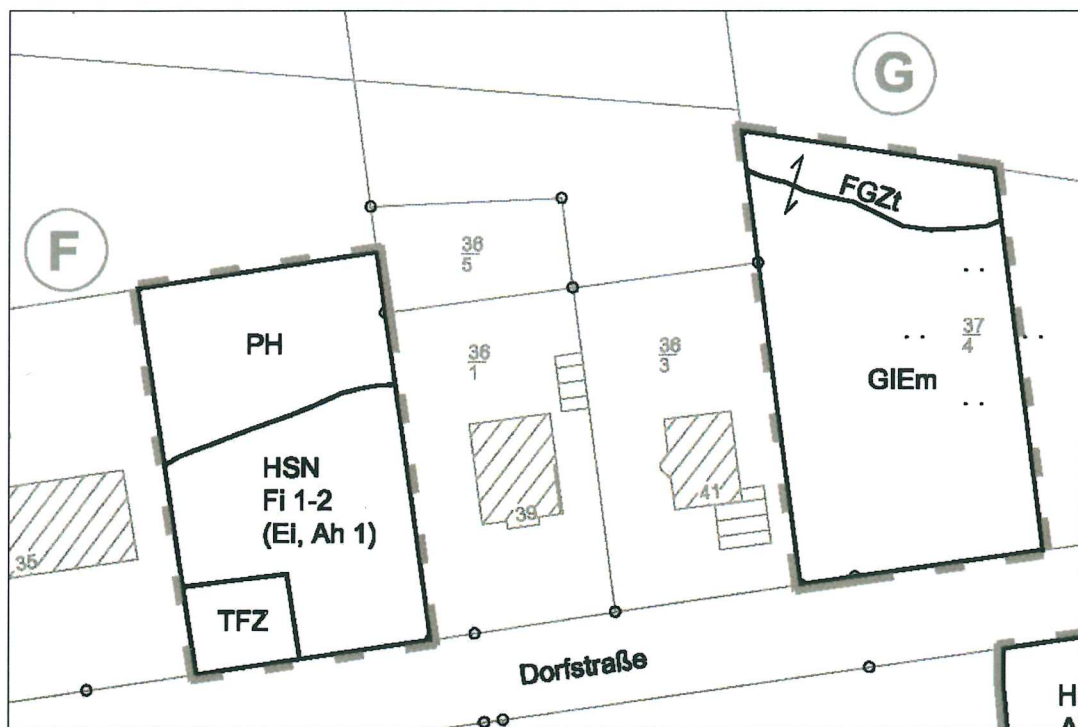 G
F
FGZt
36
5
PH
36
1
36
3
37
4
GIEm
HSN
Fi 1-2
(Ei, Ah 1)
35
39
41
TFZ
Dorfstraße
H